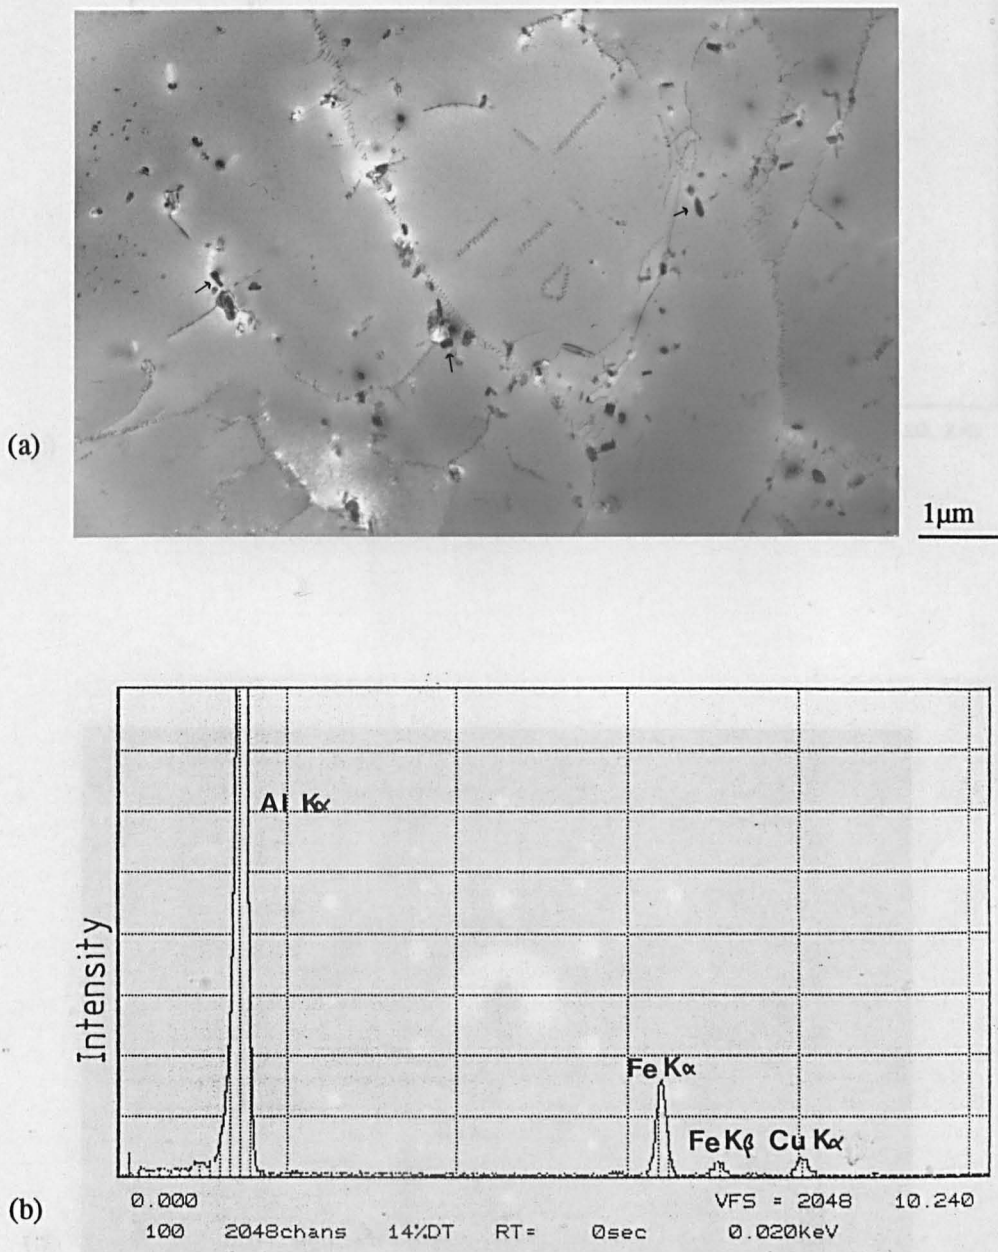 (a)
1μm
Intensity
Al Kα
Fe Kα
Fe Kβ Cu Kα
(b)
0.000 VFS = 2048 10.240
100 2048chans 14%DT RT= 0sec 0.020keV